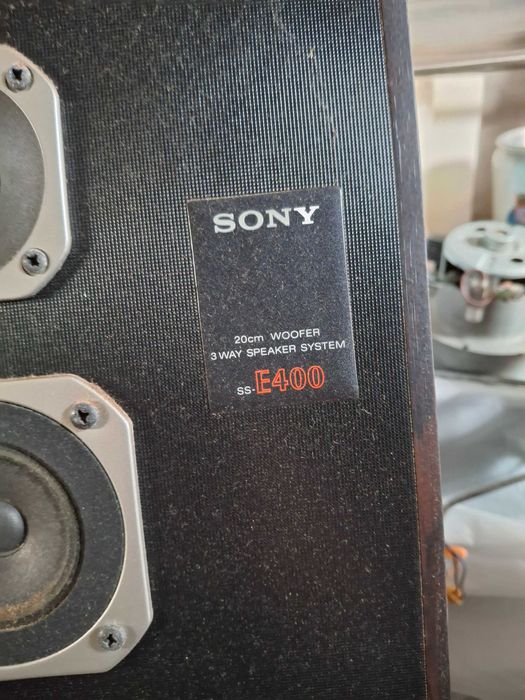 SONY
20cm WOOFER
3 WAY SPEAKER SYSTEM
SS-E400